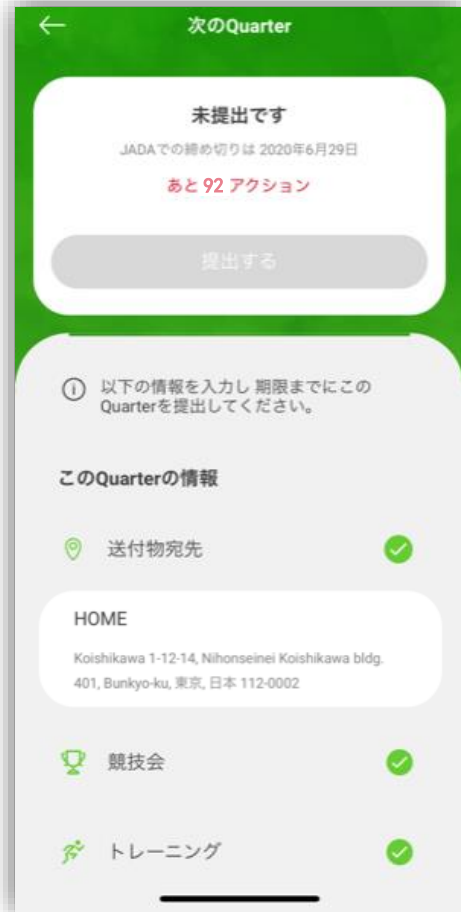 次のQuarter
未提出です
JADAでの締め切りは 2020年6月29日
あと 92 アクション
提出する
以下の情報を入力し 期限までにこの
Quarterを提出してください。
このQuarterの情報
送付物宛先
HOME
Koishikawa 1-12-14, Nihonseinei Koishikawa bldg.
401, Bunkyo-ku, 東京, 日本 112-0002
競技会
トレーニング